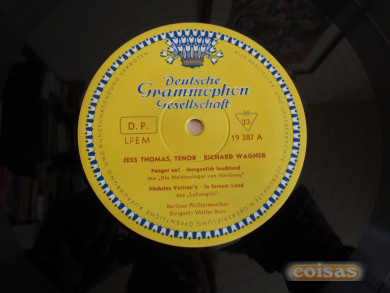 Deutsche
Grammophon
Gesellschaft
D. P.
LPEM
M
33
19 387 A
JESS THOMAS, TENOR · RICHARD WAGNER
Fanget an! · Morgenlich leuchtend
aus „Die Meistersinger von Nürnberg"
Höchstes Vertrau'n · In fernem Land
aus „Lohengrin"
Berliner Philharmoniker
Dirigent: Walter Born
coisas